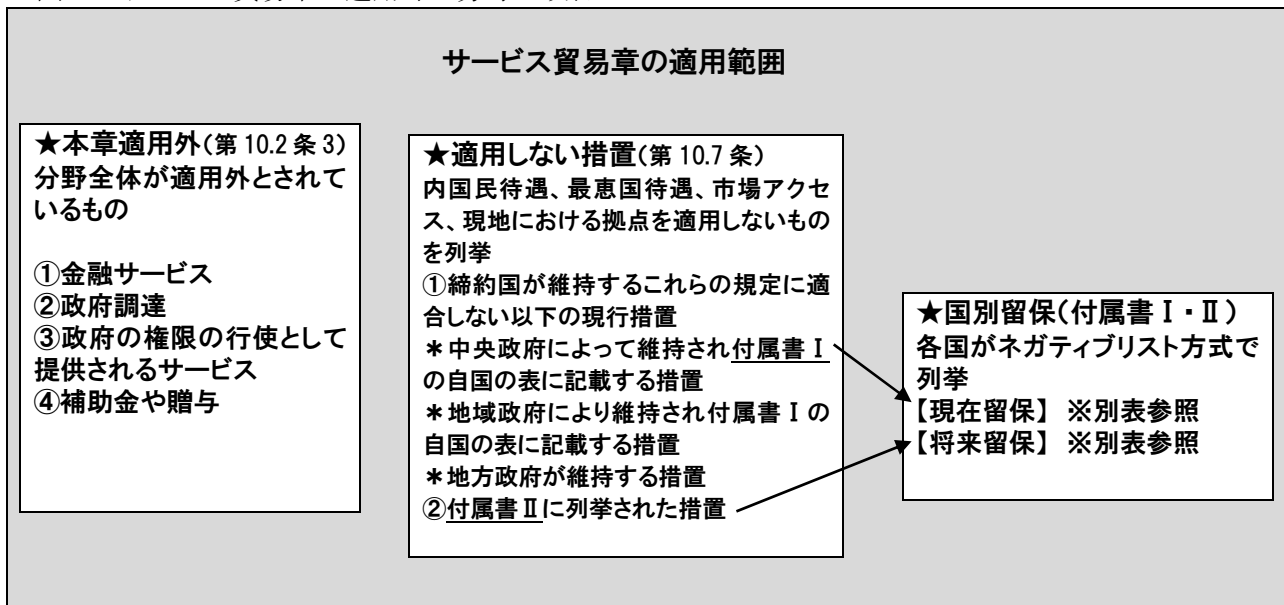 サービス貿易章の適用範囲
★本章適用外(第 10.2 条 3)
分野全体が適用外とされて
いるもの
①金融サービス
②政府調達
③政府の権限の行使として
提供されるサービス
④補助金や贈与
★適用しない措置(第 10.7 条)
内国民待遇、最恵国待遇、市場アクセ
ス、現地における拠点を適用しないもの
を列挙
①締約国が維持するこれらの規定に適
合しない以下の現行措置
＊中央政府によって維持され付属書Ⅰ
の自国の表に記載する措置
＊地域政府により維持され付属書Ⅰの
自国の表に記載する措置
＊地方政府が維持する措置
②付属書Ⅱに列挙された措置
★国別留保(付属書Ⅰ・Ⅱ)
各国がネガティブリスト方式で
列挙
【現在留保】 ※別表参照
【将来留保】 ※別表参照